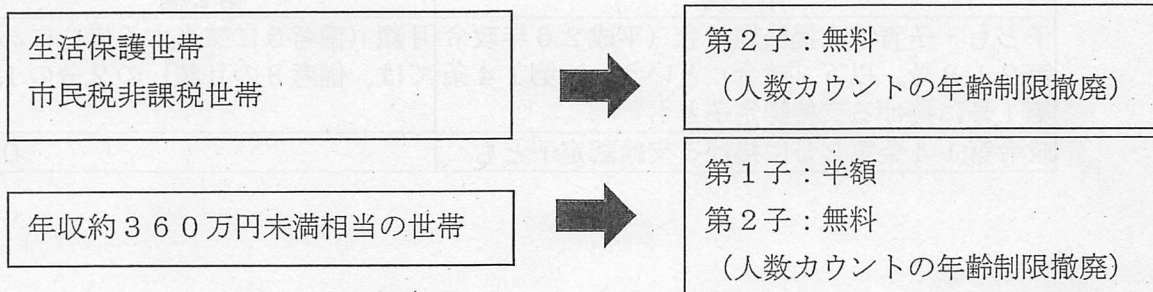 生活保護世帯
市民税非課税世帯
第２子：無料
（人数カウントの年齢制限撤廃）
年収約３６０万円未満相当の世帯
第１子：半額
第２子：無料
（人数カウントの年齢制限撤廃）